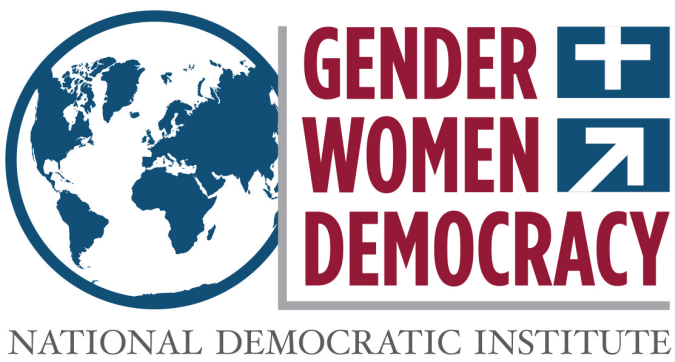 GENDER
WOMEN
DEMOCRACY
NATIONAL DEMOCRATIC INSTITUTE